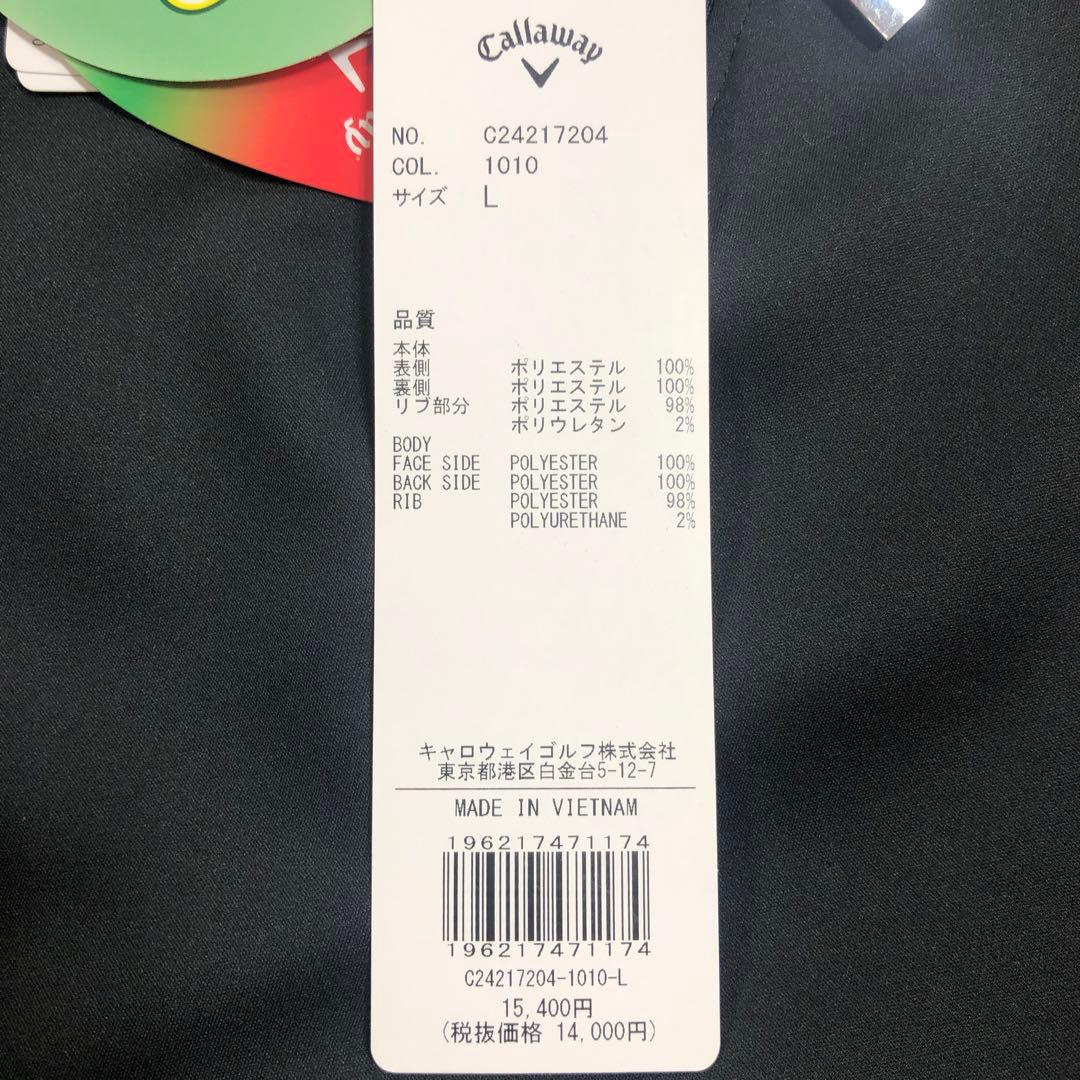 Callaway
NO. C24217204
COL. 1010
サイズ L
品質
本体
表側 ポリエステル 100%
裏側 ポリエステル 100%
リブ部分 ポリエステル 98%
ポリウレタン 2%
BODY
FACE SIDE POLYESTER 100%
BACK SIDE POLYESTER 100%
RIB POLYESTER 98%
POLYURETHANE 2%
キャロウェイゴルフ株式会社
東京都港区白金台5-12-7
MADE IN VIETNAM
196217471174
196217471174
C24217204-1010-L
15,400円
(税抜価格 14,000円)